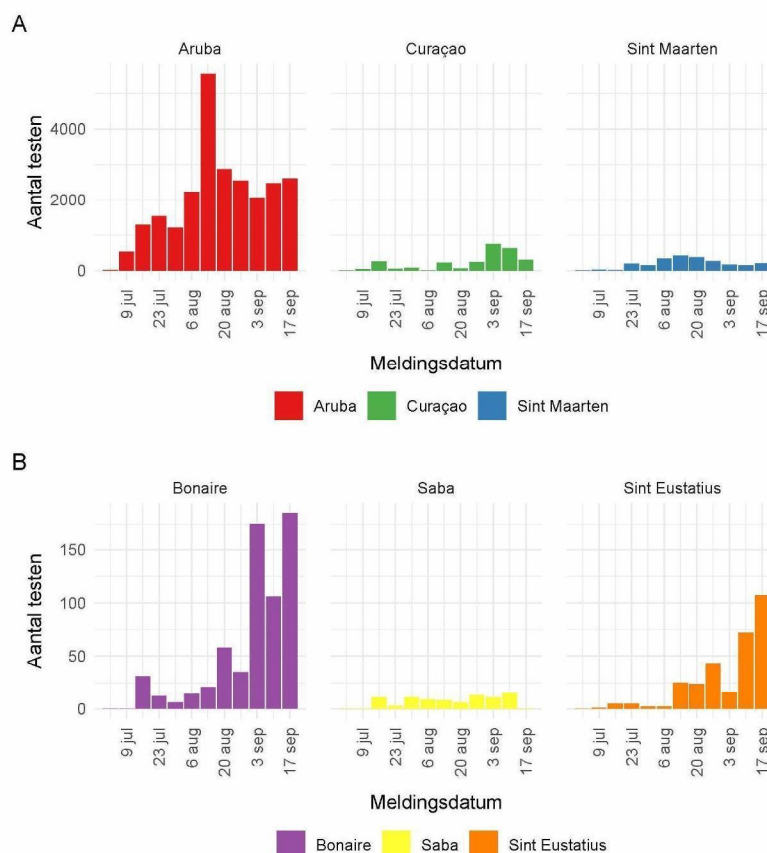 A
Aruba
Curaçao
Sint Maarten
Aantal testen
4000
2000
0
9 jul
23 jul
6 aug
20 aug
3 sep
17 sep
9 jul
23 jul
6 aug
20 aug
3 sep
17 sep
9 jul
23 jul
6 aug
20 aug
3 sep
17 sep
Meldingsdatum
Aruba
Curaçao
Sint Maarten
B
Bonaire
Saba
Sint Eustatius
Aantal testen
150
100
50
0
9 jul
23 jul
6 aug
20 aug
3 sep
17 sep
9 jul
23 jul
6 aug
20 aug
3 sep
17 sep
9 jul
23 jul
6 aug
20 aug
3 sep
17 sep
Meldingsdatum
Bonaire
Saba
Sint Eustatius